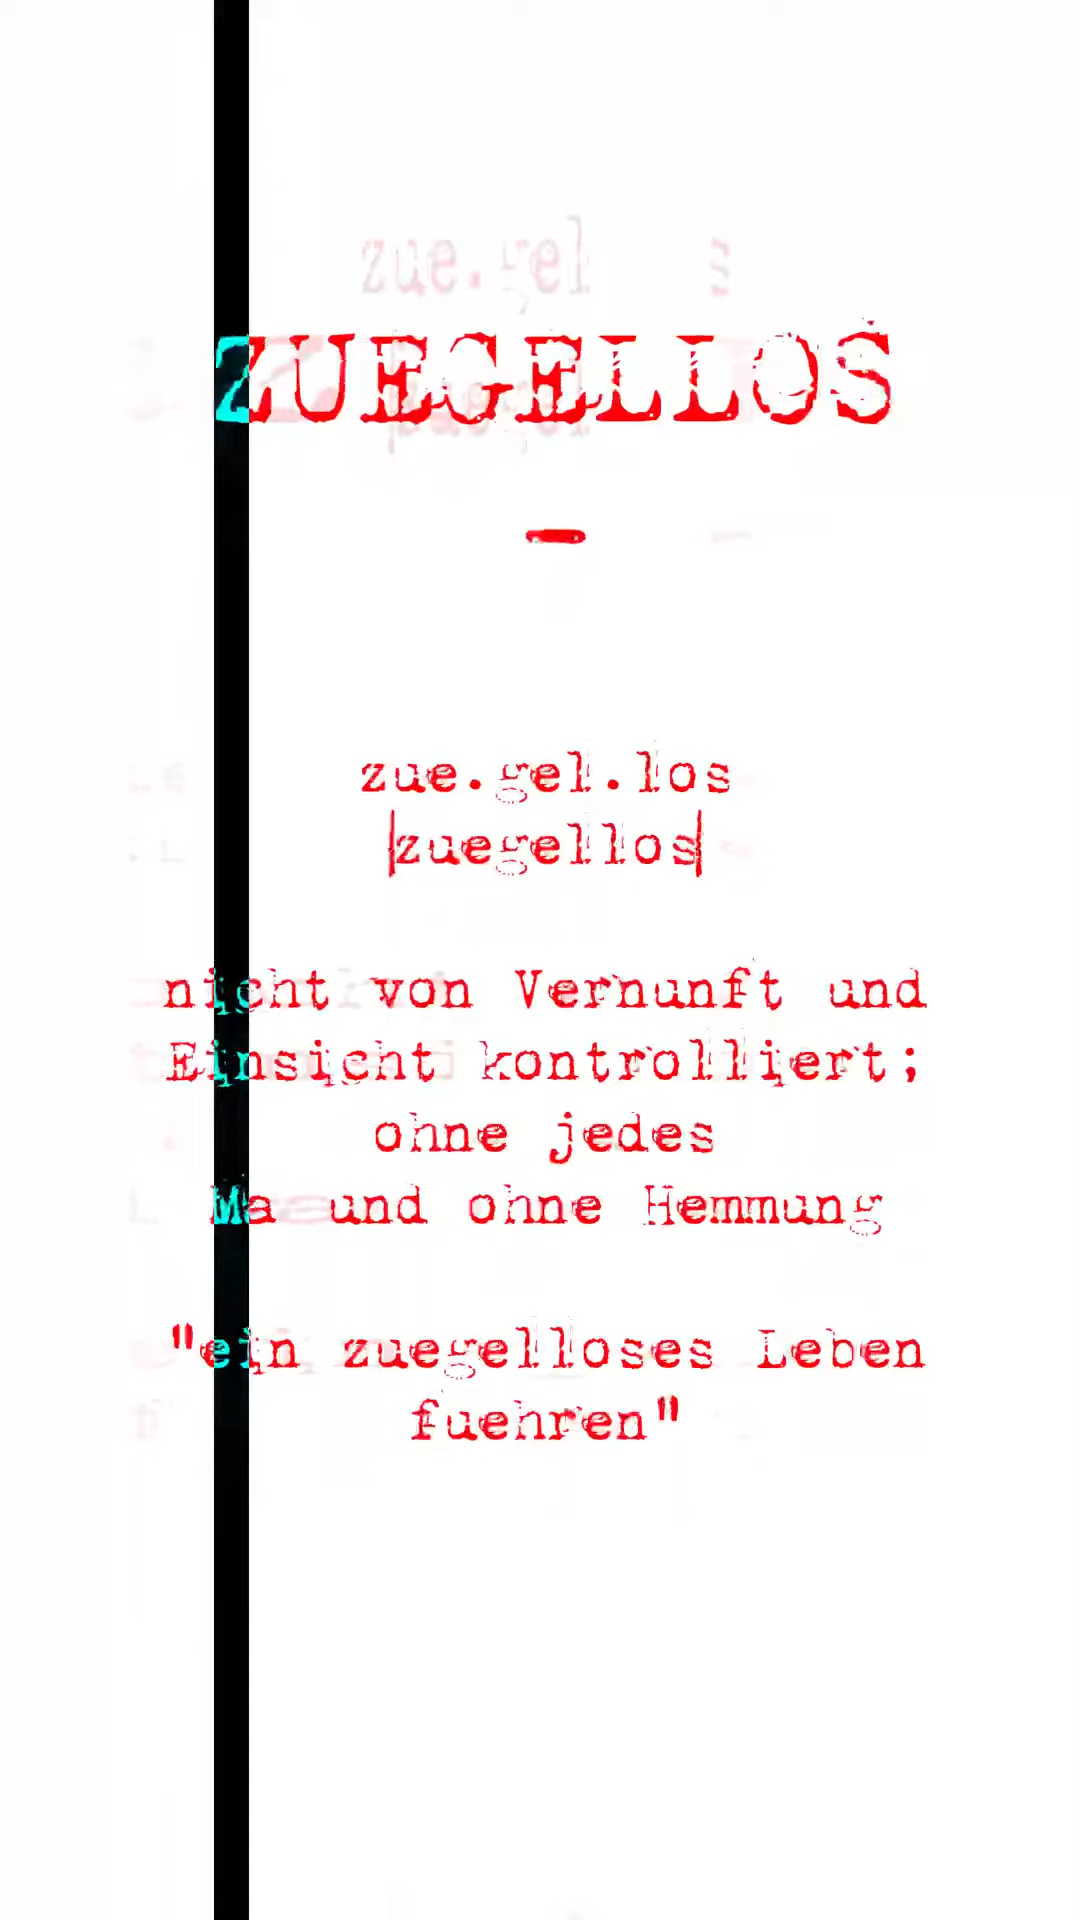 ZUEGELLOS
-
zue.gel.los
|zuegellos|
nicht von Vernunft und
Einsicht kontrolliert;
ohne jedes
Ma und ohne Hemmung
"ein zuegelloses Leben
fuehren"